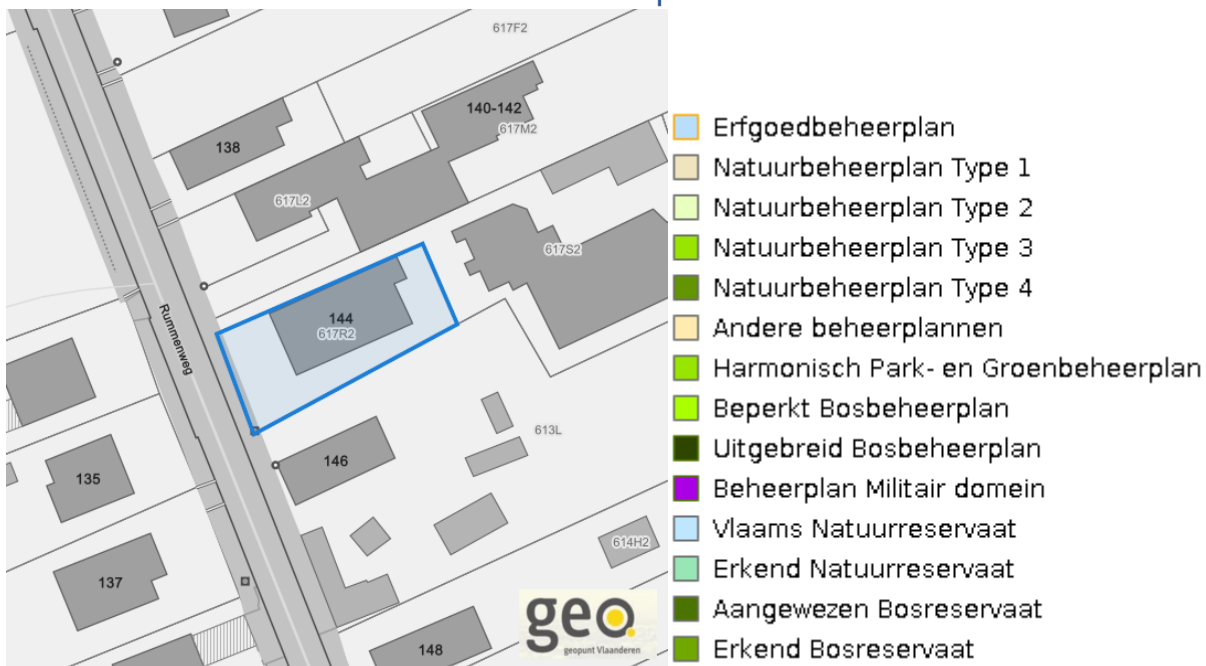 617F2
140-142
617M2
138
617L2
617S2
144
617R2
Rummenweg
146
613L
135
614H2
137
148
geo.
geopunt Vlaanderen
Erfgoedbeheerplan
Natuurbeheerplan Type 1
Natuurbeheerplan Type 2
Natuurbeheerplan Type 3
Natuurbeheerplan Type 4
Andere beheerplannen
Harmonisch Park- en Groenbeheerplan
Beperkt Bosbeheerplan
Uitgebreid Bosbeheerplan
Beheerplan Militair domein
Vlaams Natuurreservaat
Erkend Natuurreservaat
Aangewezen Bosreservaat
Erkend Bosreservaat